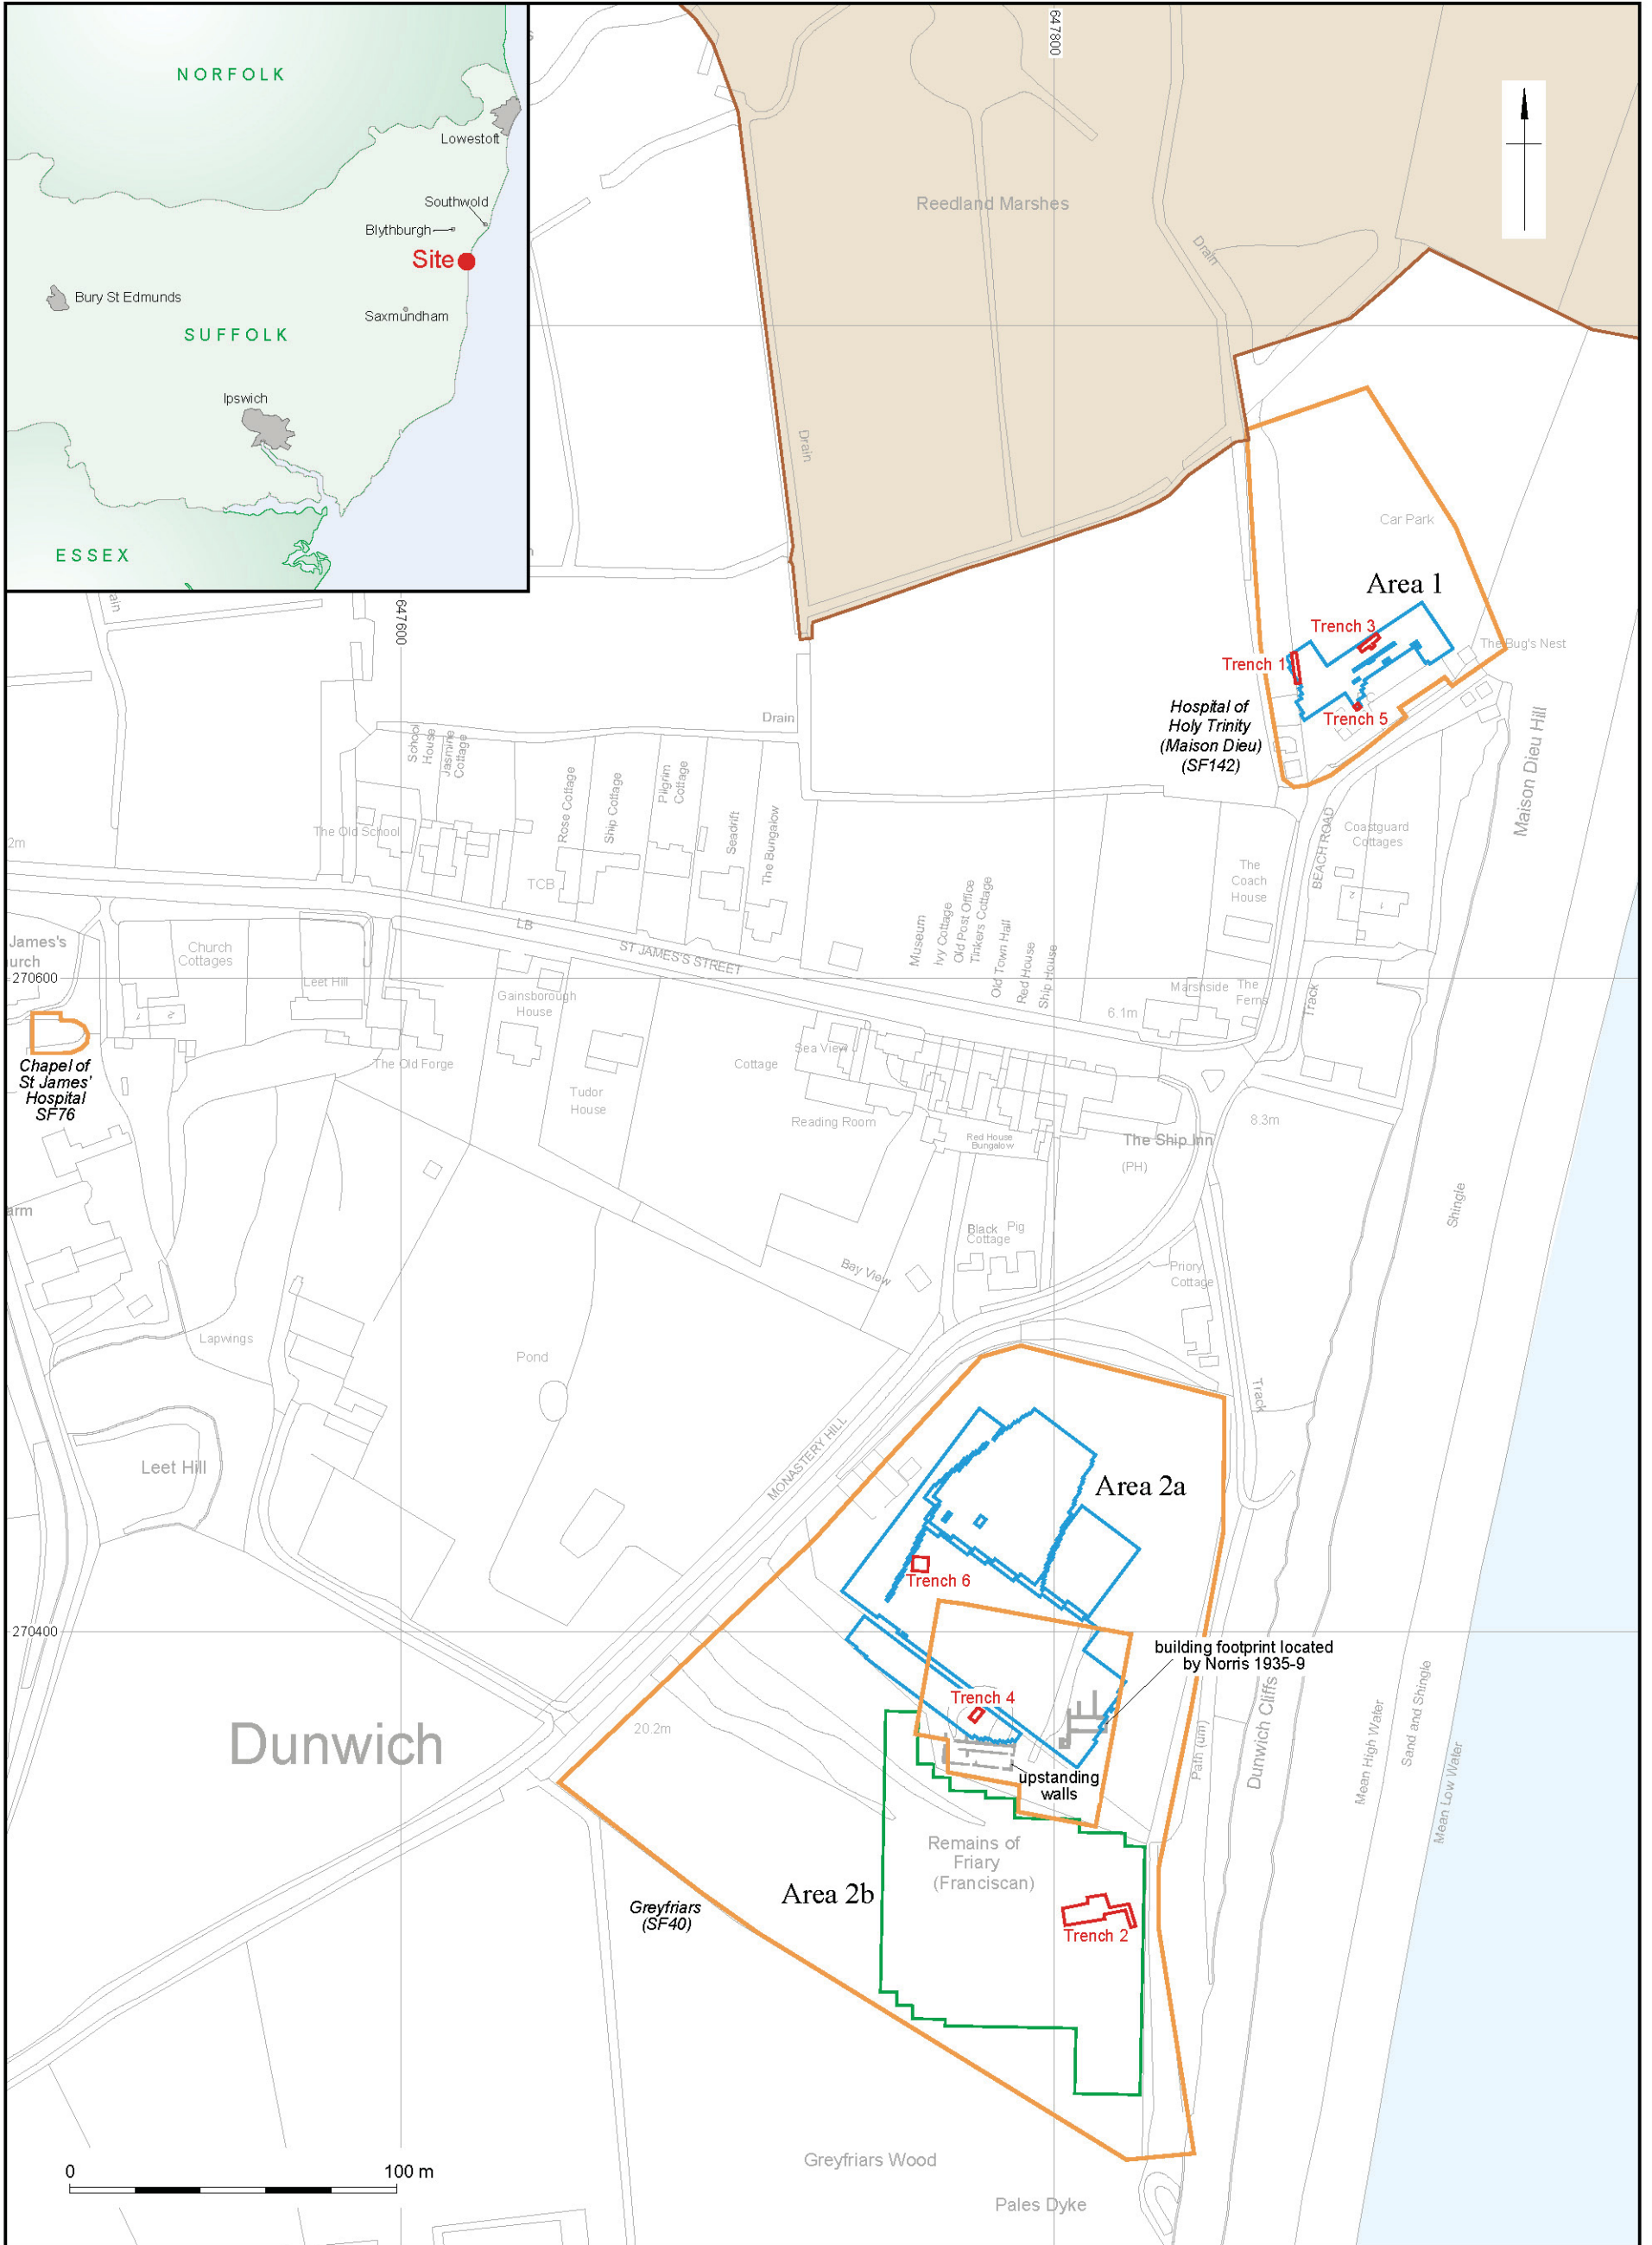 NORFOLK
Lowestoft
Southwold
Blythburgh
Site
Bury St Edmunds
Saxmundham
SUFFOLK
Ipswich
ESSEX
647800
Reedland Marshes
Drain
Drain
Car Park
Area 1
647600
Trench 3
The Bug's Nest
Trench 1
Hospital of
Holy Trinity
(Maison Dieu)
(SF142)
Trench 5
Maison Dieu Hill
Drain
School
House
Jasmine
Cottage
Rose Cottage
Ship Cottage
Pilgrim
Cottage
Seadrift
The Bungalow
The Old School
2m
TCB
LB
ST JAMES'S STREET
BEACH ROAD
Coastguard
Cottages
2
1
The
Coach
House
Museum
Ivy Cottage
Old Post Office
Tinkers Cottage
Old Town Hall
Red House
Ship House
James's
urch
Church
Cottages
270600
Leet Hill
Gainsborough
House
Marshside
The
Ferns
Track
6.1m
1
2
The Old Forge
Chapel of
St James'
Hospital
SF76
Tudor
House
Cottage
Sea View
Reading Room
Red House
Bungalow
The Ship Inn
(PH)
8.3m
arm
Shingle
Black Pig
Cottage
Bay View
Priory
Cottage
Lapwings
Pond
Track
Leet Hill
MONASTERY HILL
Area 2a
Trench 6
270400
building footprint located
by Norris 1935-9
Trench 4
20.2m
Dunwich
upstanding
walls
Path (um)
Dunwich Cliffs
Mean High Water
Sand and Shingle
Mean Low Water
Remains of
Friary
(Franciscan)
Area 2b
Greyfriars
(SF40)
Trench 2
Greyfriars Wood
Pales Dyke
0
100 m